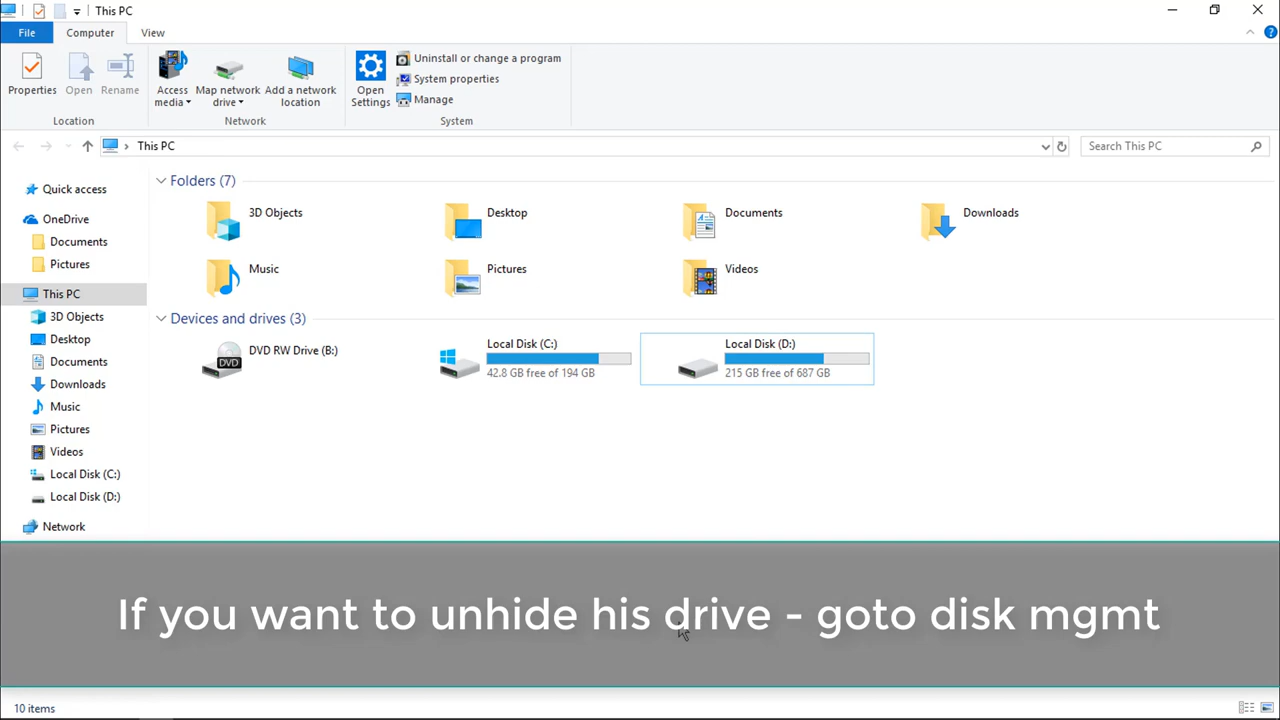 This PC
File
Computer
View
Properties
Open
Rename
Access media
Map network drive
Add a network location
Open Settings
Uninstall or change a program
System properties
Manage
Location
Network
System
This PC
Search This PC
Quick access
OneDrive
Documents
Pictures
This PC
3D Objects
Desktop
Documents
Downloads
Music
Pictures
Videos
Local Disk (C:)
Local Disk (D:)
Network
Folders (7)
3D Objects
Desktop
Documents
Downloads
Music
Pictures
Videos
Devices and drives (3)
DVD RW Drive (B:)
DVD
Local Disk (C:)
42.8 GB free of 194 GB
Local Disk (D:)
215 GB free of 687 GB
If you want to unhide his drive - goto disk mgmt
10 items